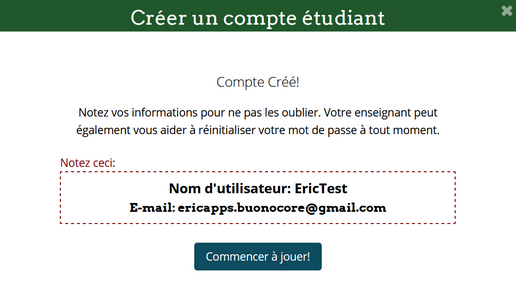 Créer un compte étudiant
Compte Créé!
Notez vos informations pour ne pas les oublier. Votre enseignant peut
également vous aider à réinitialiser votre mot de passe à tout moment.
Notez ceci:
Nom d'utilisateur: EricTest
E-mail: ericapps.buonocore@gmail.com
Commencer à jouer!